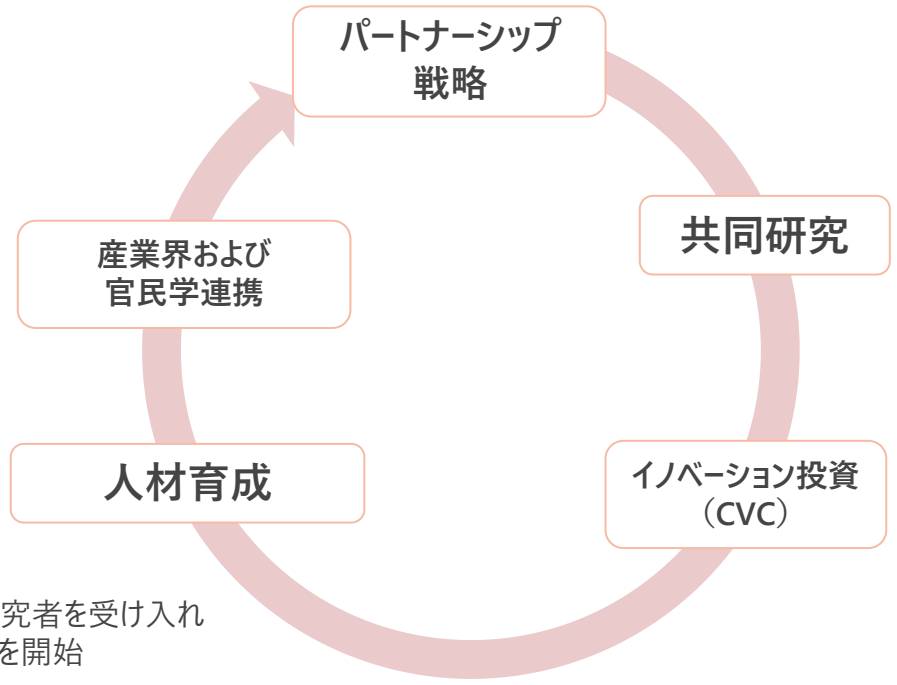 パートナーシップ
戦略
共同研究
産業界および
官民学連携
人材育成
イノベーション投資
（CVC）
究者を受け入れ
を開始